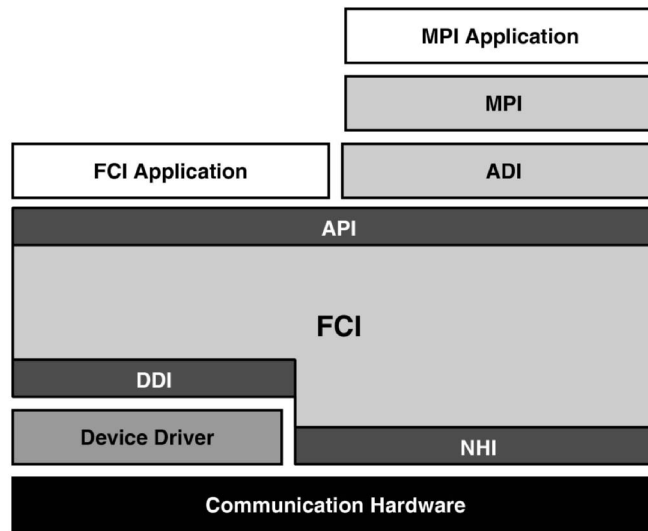 MPI Application
MPI
FCI Application
ADI
API
FCI
DDI
Device Driver
NHI
Communication Hardware